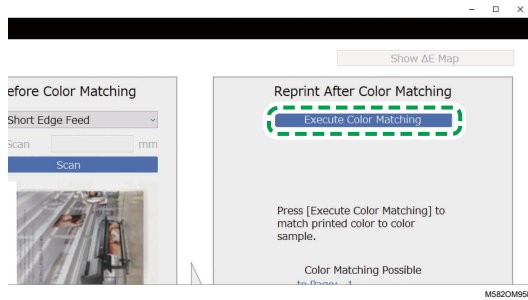 Show ΔE Map
efore Color Matching
Short Edge Feed
Scan
mm
Scan
Reprint After Color Matching
Execute Color Matching
Press [Execute Color Matching] to
match printed color to color
sample.
Color Matching Possible
to Page: 1
M582OM95